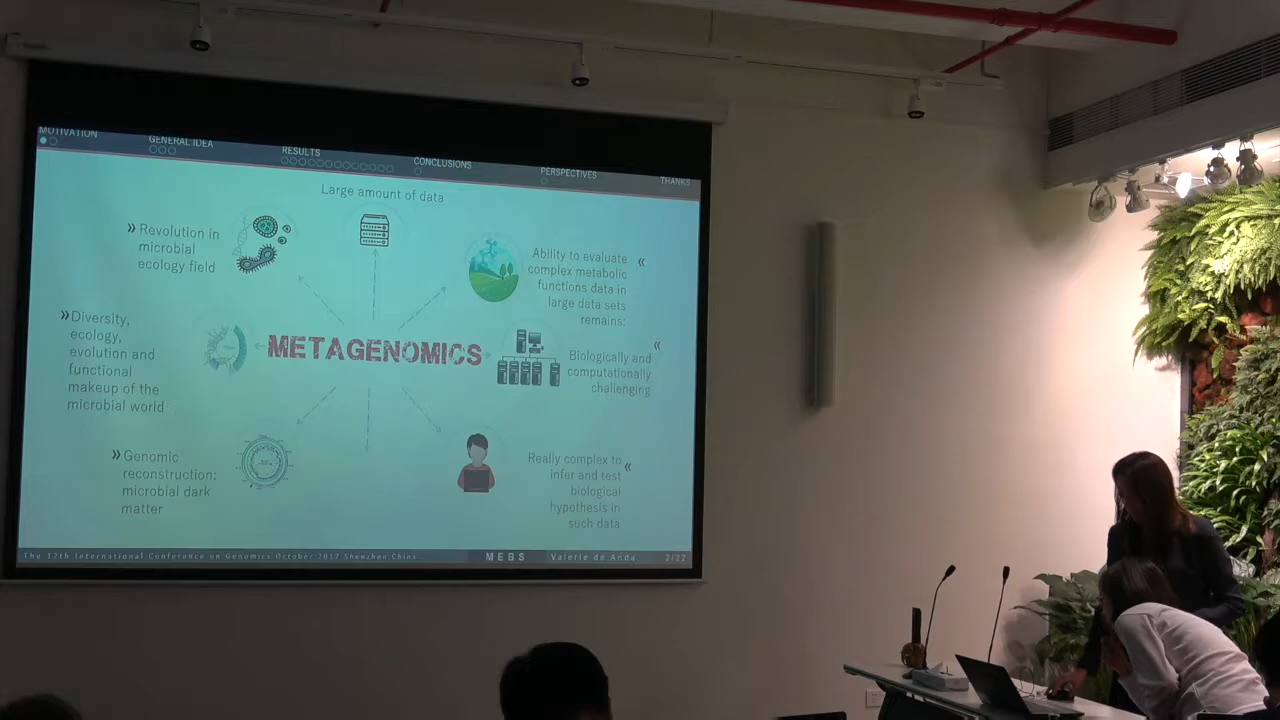 MOTIVATION
GENERAL IDEA
RESULTS
CONCLUSIONS
PERSPECTIVES
THANKS
Large amount of data
» Revolution in
microbial
ecology field
Ability to evaluate «
complex metabolic
functions data in
large data sets
remains:
» Diversity,
ecology,
evolution and
functional
makeup of the
microbial world
METAGENOMICS
«
Biologically and
computationally
challenging
» Genomic
reconstruction:
microbial dark
matter
Really complex to «
infer and test
biological
hypothesis in
such data
The 12th International Conference on Genomics October 2017 Shenzhen China
MEBS
Valerie de Anda
2/22